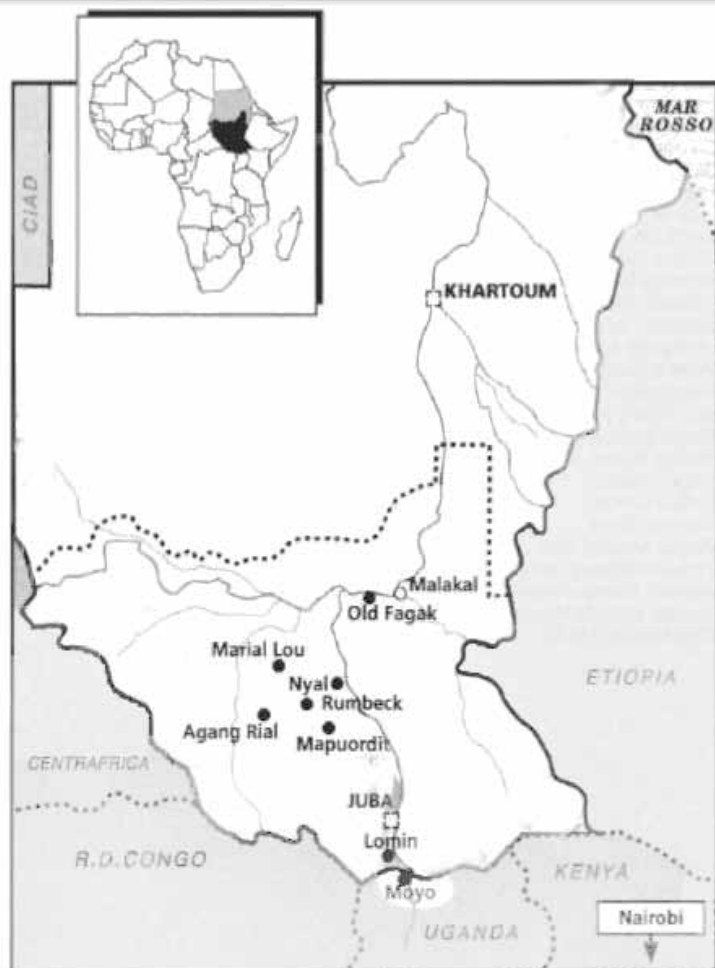 MAR
ROSSO
CIAD
KHARTOUM
Malakal
Old Fagak
Marial Lou
Nyal
Rumbeck
Agang Rial
Mapuordit
ETIOPIA
CENTRAFRICA
JUBA
Lomin
R.D.CONGO
KENYA
Moyo
Nairobi
UGANDA